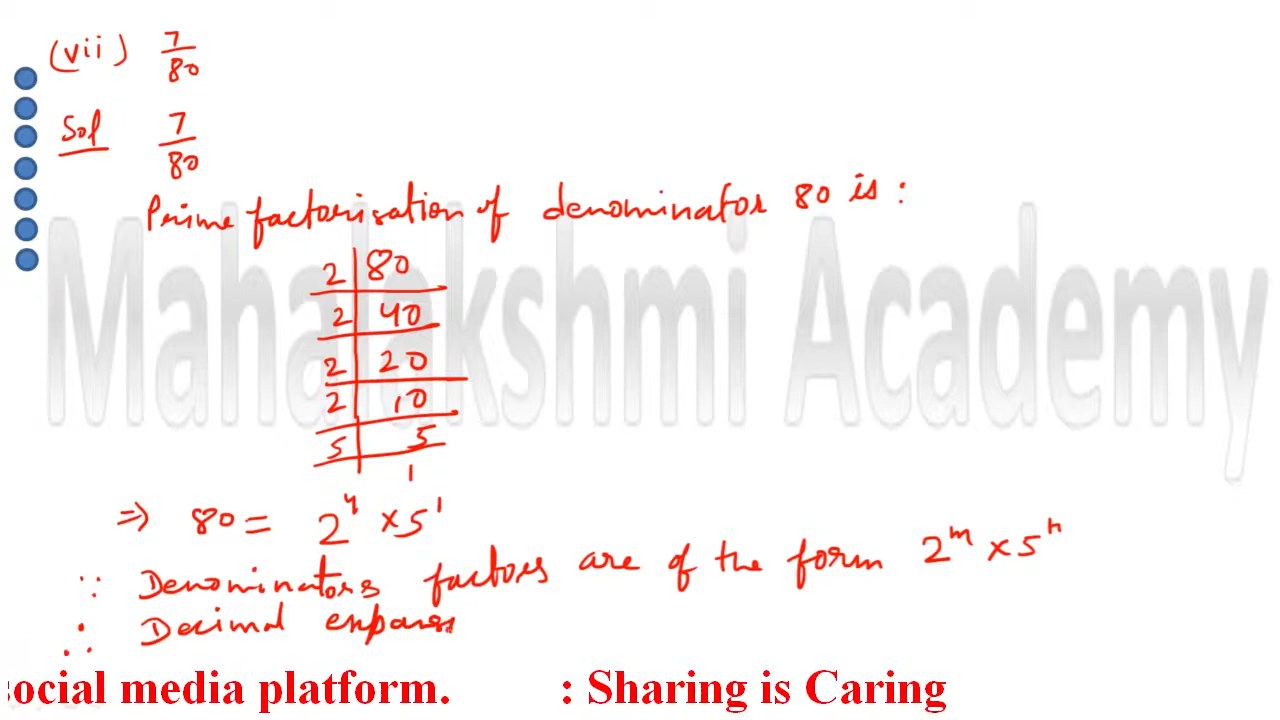 (vii) 7/80
Sol 7/80
Prime factorisation of denominator 80 is :
2 | 80
2 | 40
2 | 20
2 | 10
5 | 5
1
⇒ 80 = 2⁴ × 5¹
∵ Denominators factors are of the form 2ᵐ × 5ⁿ
∴ Decimal expans
Mahalakshmi Academy
social media platform. : Sharing is Caring